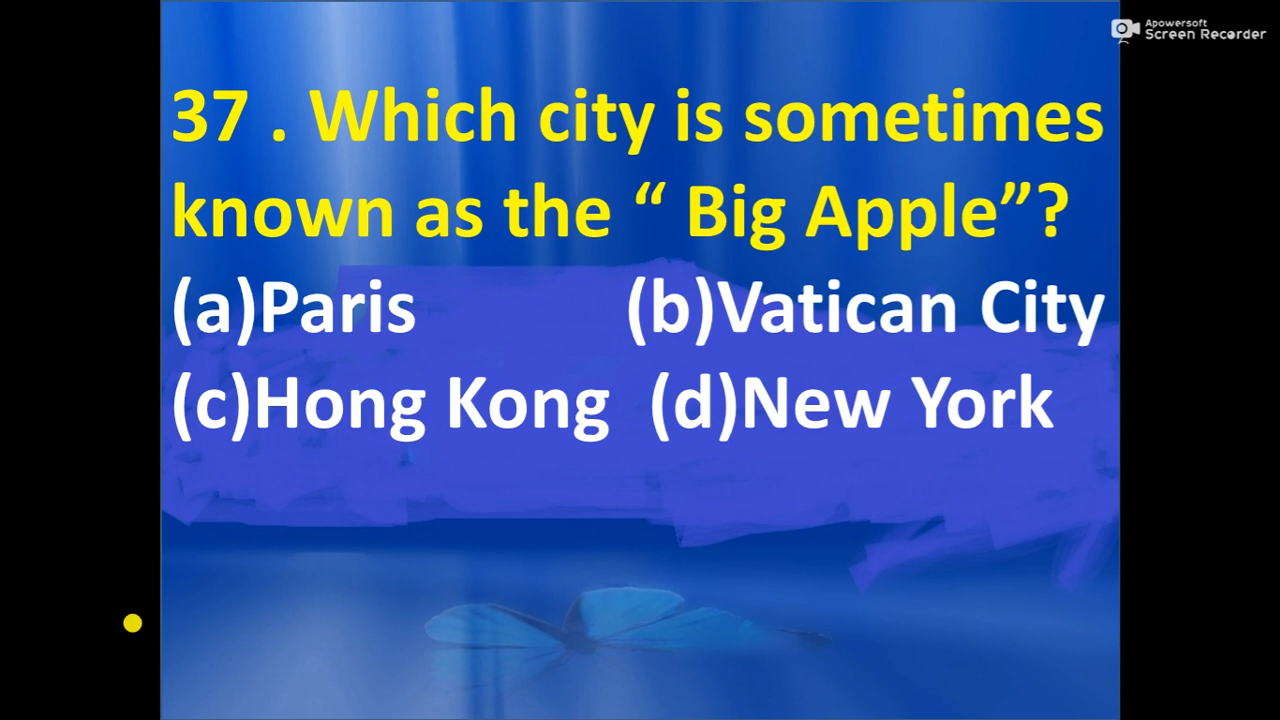 Apowersoft
Screen Recorder
37 . Which city is sometimes
known as the “ Big Apple”?
(a)Paris (b)Vatican City
(c)Hong Kong (d)New York